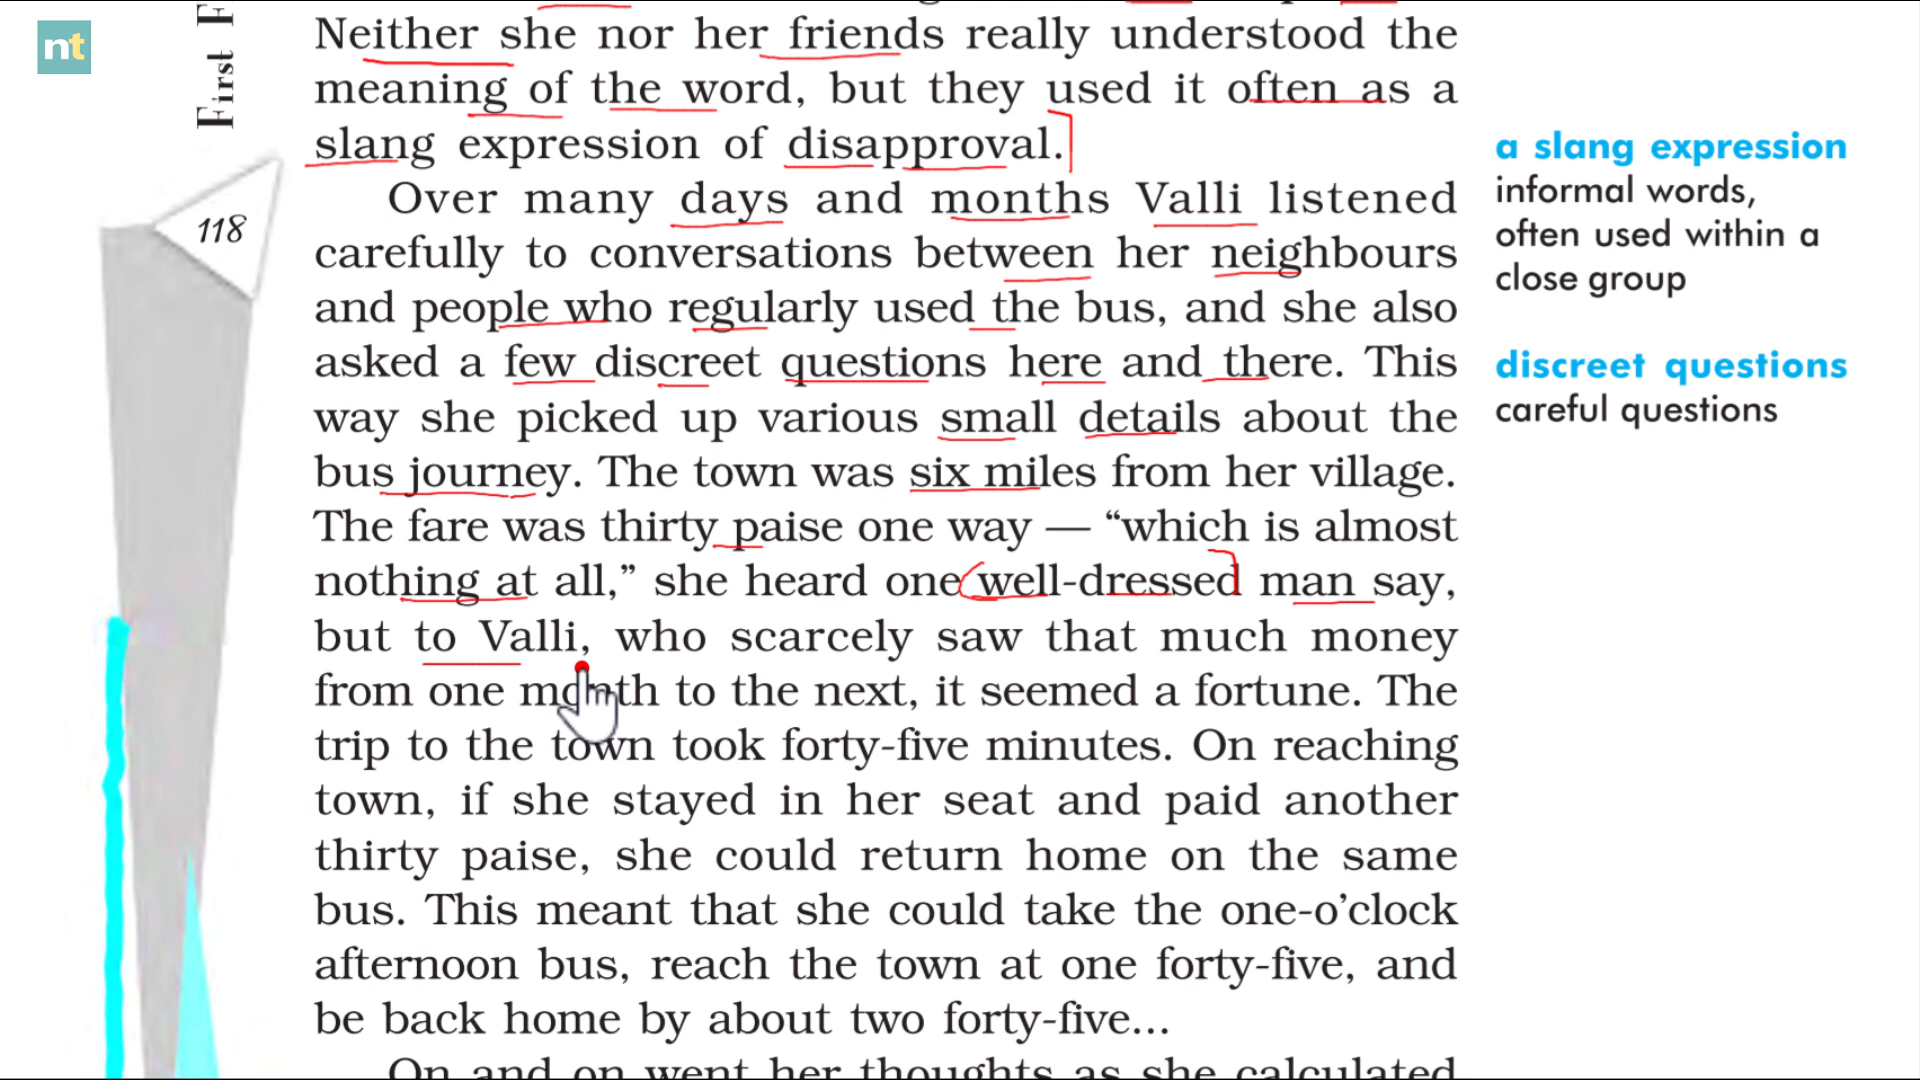 nt
First F
Neither she nor her friends really understood the
meaning of the word, but they used it often as a
slang expression of disapproval.
118
Over many days and months Valli listened
carefully to conversations between her neighbours
and people who regularly used the bus, and she also
asked a few discreet questions here and there. This
way she picked up various small details about the
bus journey. The town was six miles from her village.
The fare was thirty paise one way — “which is almost
nothing at all,” she heard one well-dressed man say,
but to Valli, who scarcely saw that much money
from one month to the next, it seemed a fortune. The
trip to the town took forty-five minutes. On reaching
town, if she stayed in her seat and paid another
thirty paise, she could return home on the same
bus. This meant that she could take the one-o’clock
afternoon bus, reach the town at one forty-five, and
be back home by about two forty-five...
On and on went her thoughts as she calculated
a slang expression
informal words,
often used within a
close group
discreet questions
careful questions